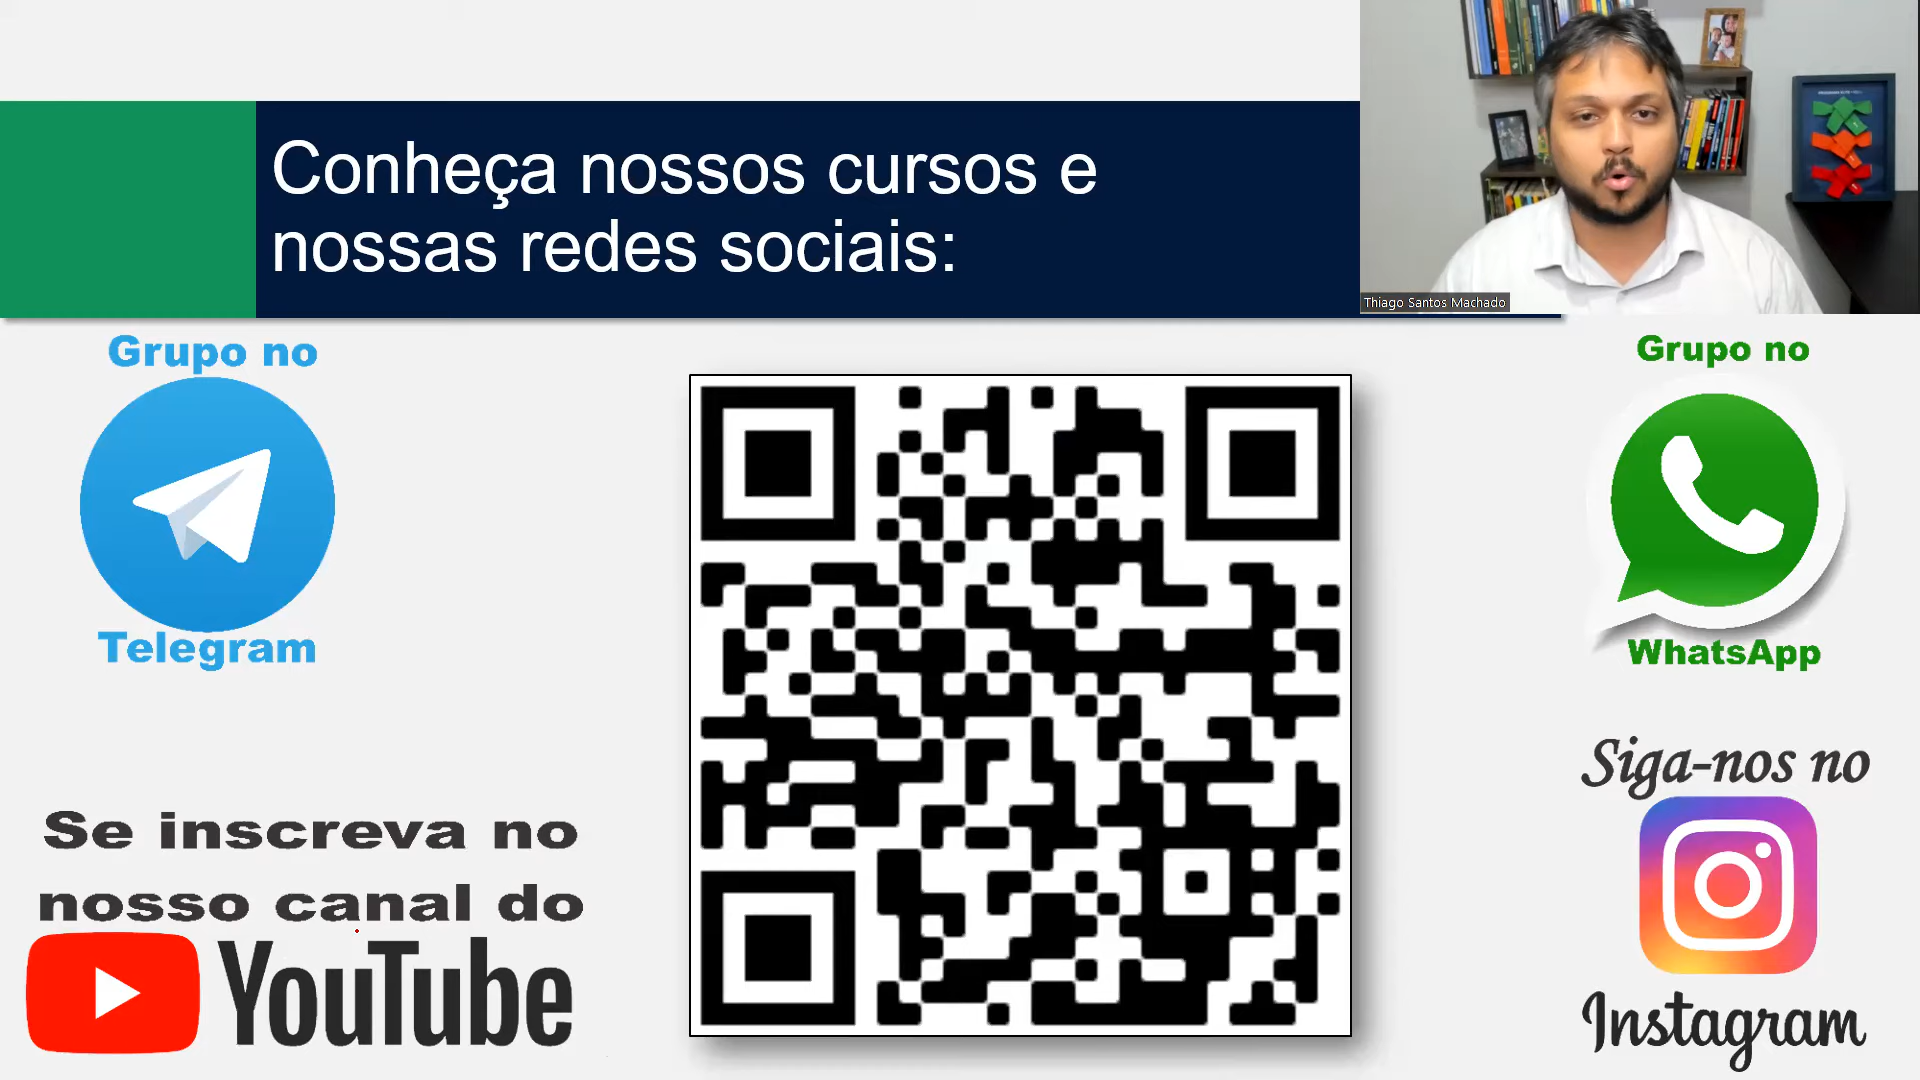 Conheça nossos cursos e
nossas redes sociais:
Thiago Santos Machado
Grupo no
Telegram
Grupo no
WhatsApp
Se inscreva no
nosso canal do
YouTube
Siga-nos no
Instagram